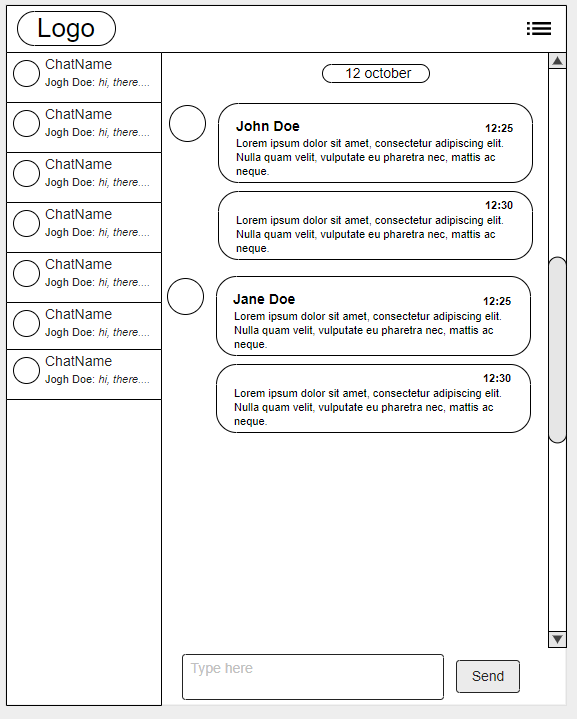 Logo
ChatName
Jogh Doe: hi, there....
ChatName
Jogh Doe: hi, there....
ChatName
Jogh Doe: hi, there....
ChatName
Jogh Doe: hi, there....
ChatName
Jogh Doe: hi, there....
ChatName
Jogh Doe: hi, there....
ChatName
Jogh Doe: hi, there....
12 october
John Doe 12:25
Lorem ipsum dolor sit amet, consectetur adipiscing elit.
Nulla quam velit, vulputate eu pharetra nec, mattis ac
neque.
12:30
Lorem ipsum dolor sit amet, consectetur adipiscing elit.
Nulla quam velit, vulputate eu pharetra nec, mattis ac
neque.
Jane Doe 12:25
Lorem ipsum dolor sit amet, consectetur adipiscing elit.
Nulla quam velit, vulputate eu pharetra nec, mattis ac
neque.
12:30
Lorem ipsum dolor sit amet, consectetur adipiscing elit.
Nulla quam velit, vulputate eu pharetra nec, mattis ac
neque.
Type here
Send